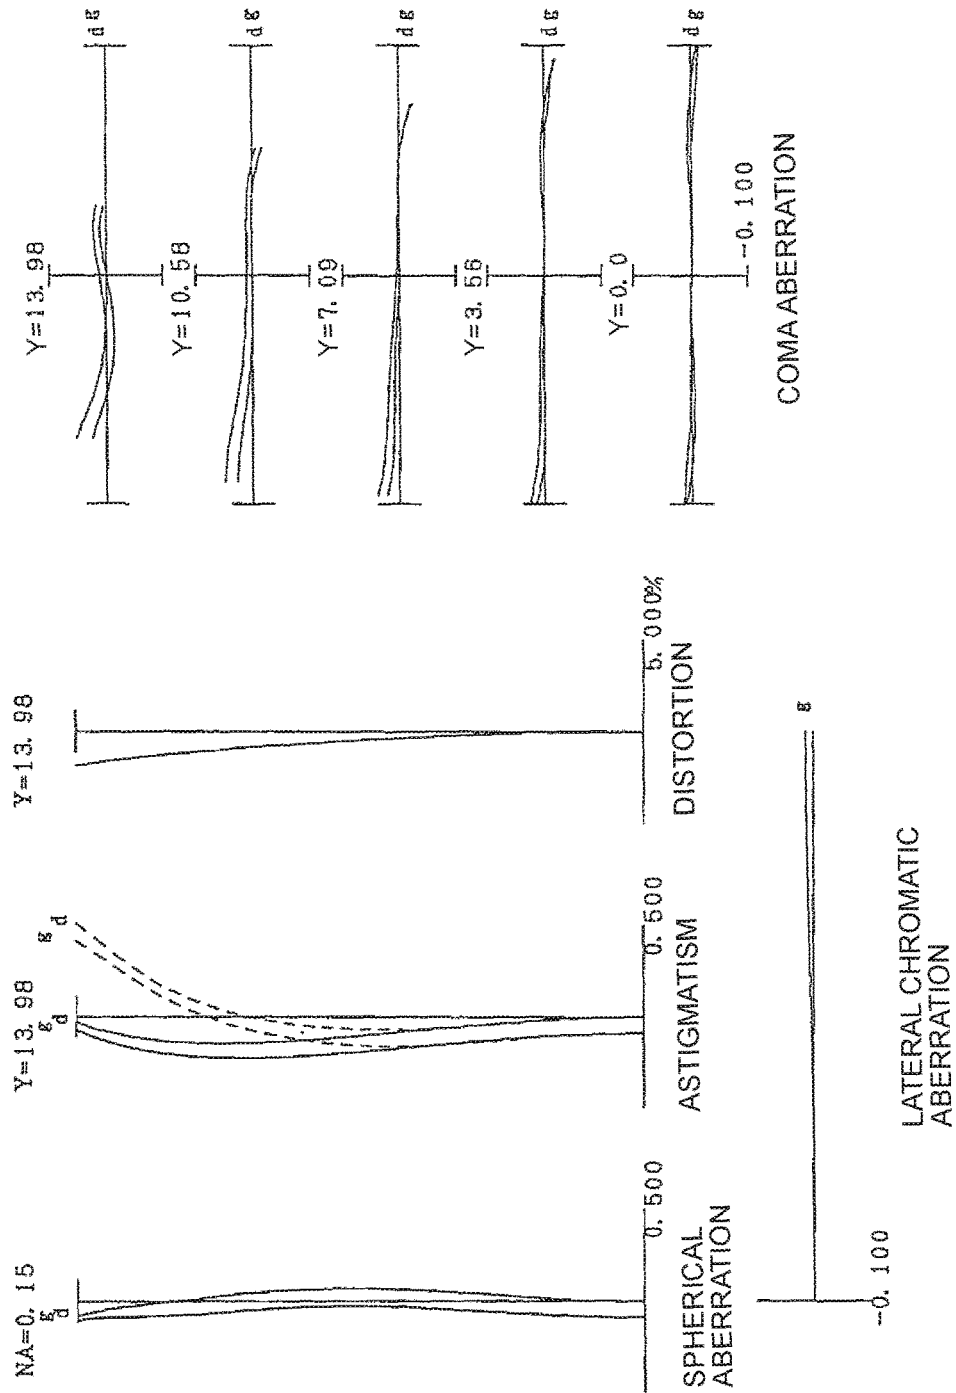 NA=0. 15
g
d
0. 500
SPHERICAL
ABERRATION
Y=13. 98
g
d
g
d
0. 500
ASTIGMATISM
Y=13. 98
5. 000%
DISTORTION
g
-0. 100
LATERAL CHROMATIC
ABERRATION
Y=13. 98
d g
Y=10. 58
d g
Y=7. 09
d g
Y=3. 56
d g
Y=0. 0
d g
-0. 100
COMA ABERRATION